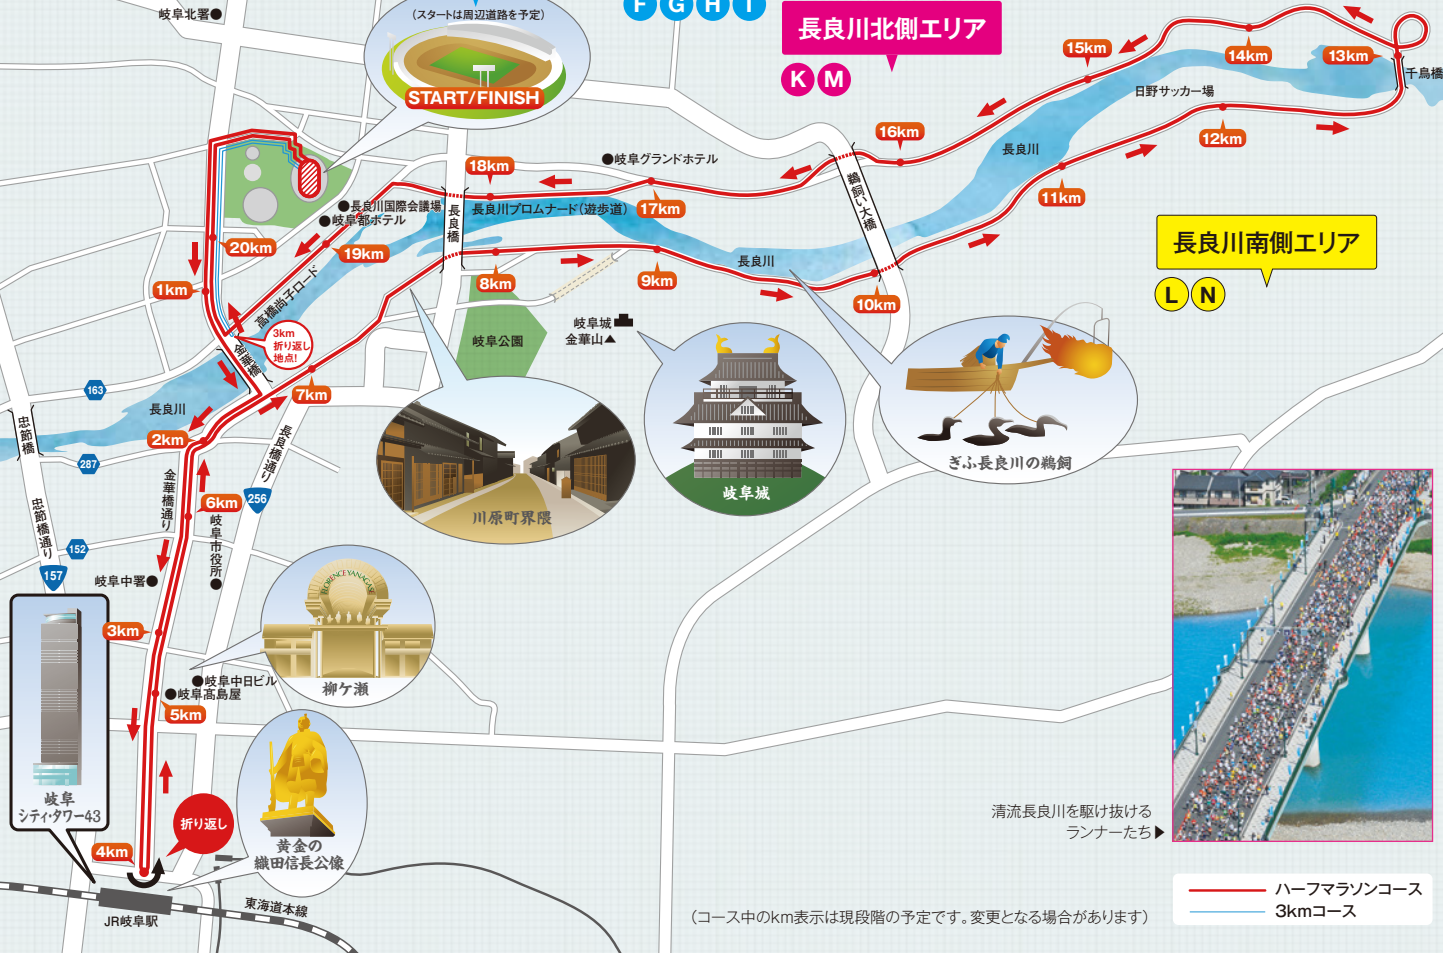 岐阜北署
(スタートは周辺道路を予定)
START/FINISH
F G H I
長良川北側エリア
K M
15km
14km
13km
千鳥橋
日野サッカー場
12km
16km
長良川
11km
鵜飼い大橋
岐阜グランドホテル
18km
17km
長良川プロムナード(遊歩道)
長良橋
長良川国際会議場
岐阜都ホテル
19km
20km
1km
高橋尚子ロード
3km
折り返し
地点!
金華橋
8km
9km
長良川
10km
長良川南側エリア
L N
岐阜公園
岐阜城
金華山
7km
163
長良川
2km
忠節橋
287
金華橋通り
長良橋通り
256
6km
岐阜市役所
忠節橋通り
152
157
岐阜中署
3km
川原町界隈
岐阜城
ぎふ長良川の鵜飼
FLORENCE YANAGASE
柳ケ瀬
岐阜中日ビル
岐阜髙島屋
5km
岐阜
シティ・タワー43
折り返し
4km
黄金の
織田信長公像
JR岐阜駅
東海道本線
清流長良川を駆け抜ける
ランナーたち▶
ハーフマラソンコース
3kmコース
(コース中のkm表示は現段階の予定です。変更となる場合があります)